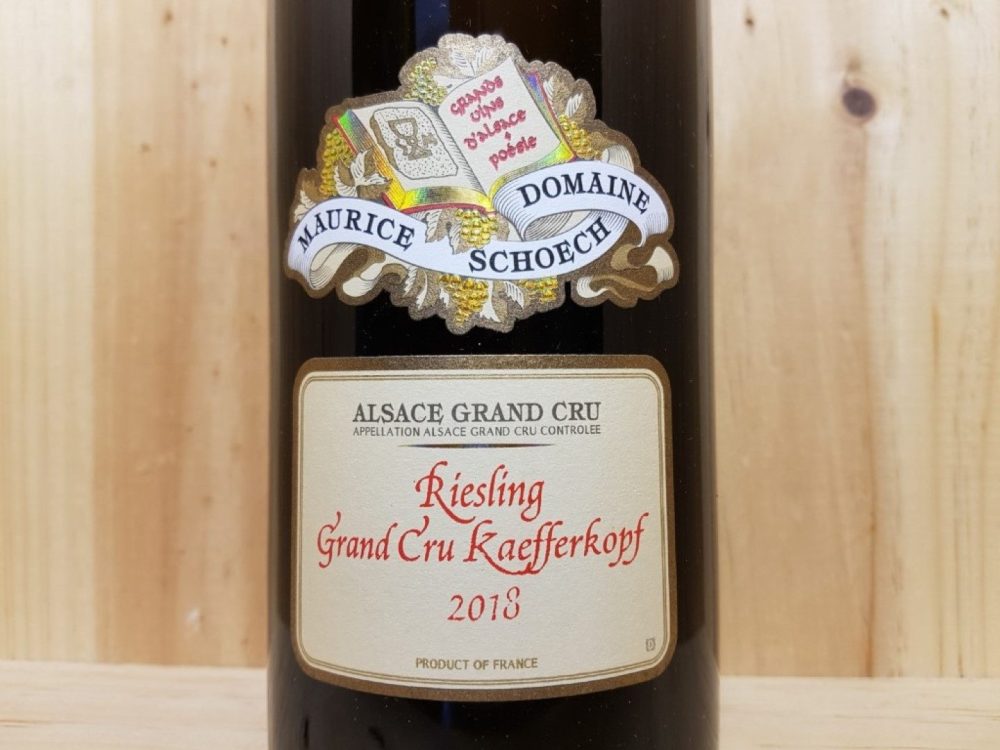 GRANDS
VINS
D'ALSACE
+
POÉSIE
DOMAINE
MAURICE SCHOECH
ALSACE GRAND CRU
APPELLATION ALSACE GRAND CRU CONTROLEE
Riesling
Grand Cru Kaefferkopf
2018
PRODUCT OF FRANCE